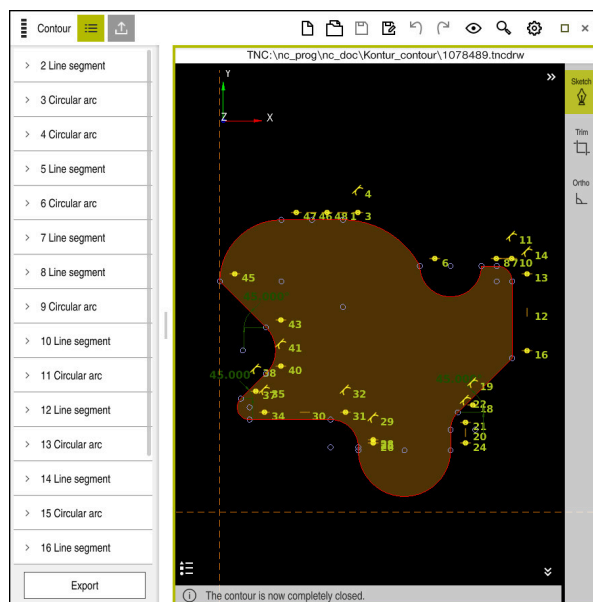 Contour
TNC:\nc_prog\nc_doc\Kontur_contour\1078489.tncdrw
2 Line segment
3 Circular arc
4 Circular arc
5 Line segment
6 Circular arc
7 Line segment
8 Line segment
9 Circular arc
10 Line segment
11 Circular arc
12 Line segment
13 Circular arc
14 Line segment
15 Circular arc
16 Line segment
Export
Y
Z X
4
47 46 48 1 3
11
6 8 7 10 14
45 13
43 12
41 16
40
38
45.000
37 35 32 19
22 18
34 30 31 29
21
20
24
Sketch
Trim
Ortho
The contour is now completely closed.